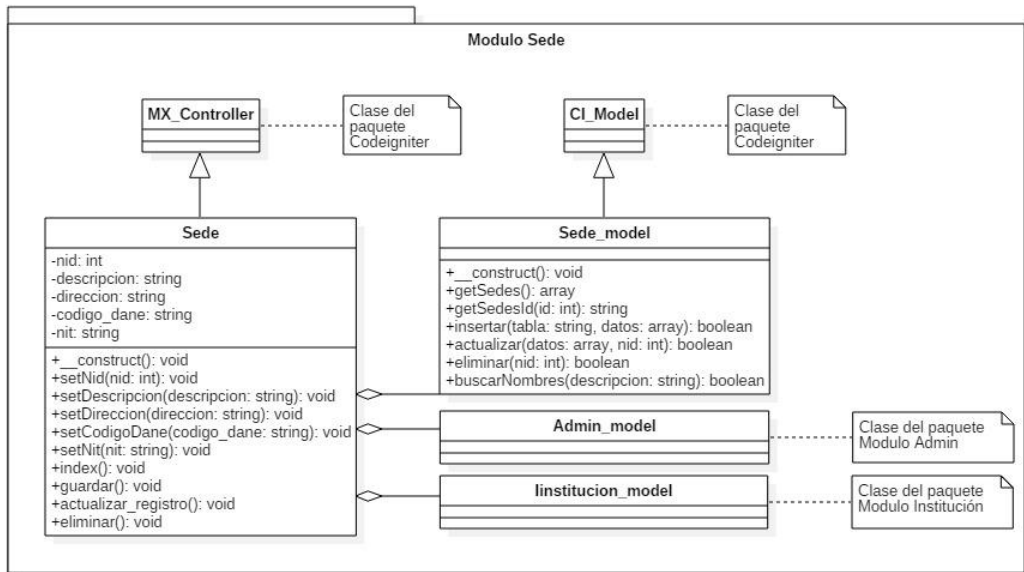 Modulo Sede
MX_Controller
Clase del
paquete
Codeigniter
CI_Model
Clase del
paquete
Codeigniter
Sede
-nid: int
-descripcion: string
-direccion: string
-codigo_dane: string
-nit: string
+__construct(): void
+setNid(nid: int): void
+setDescripcion(descripcion: string): void
+setDireccion(direccion: string): void
+setCodigoDane(codigo_dane: string): void
+setNit(nit: string): void
+index(): void
+guardar(): void
+actualizar_registro(): void
+eliminar(): void
Sede_model
+__construct(): void
+getSedes(): array
+getSedesId(id: int): string
+insertar(tabla: string, datos: array): boolean
+actualizar(datos: array, nid: int): boolean
+eliminar(nid: int): boolean
+buscarNombres(descripcion: string): boolean
Admin_model
Clase del paquete
Modulo Admin
Iinstitucion_model
Clase del paquete
Modulo Institución